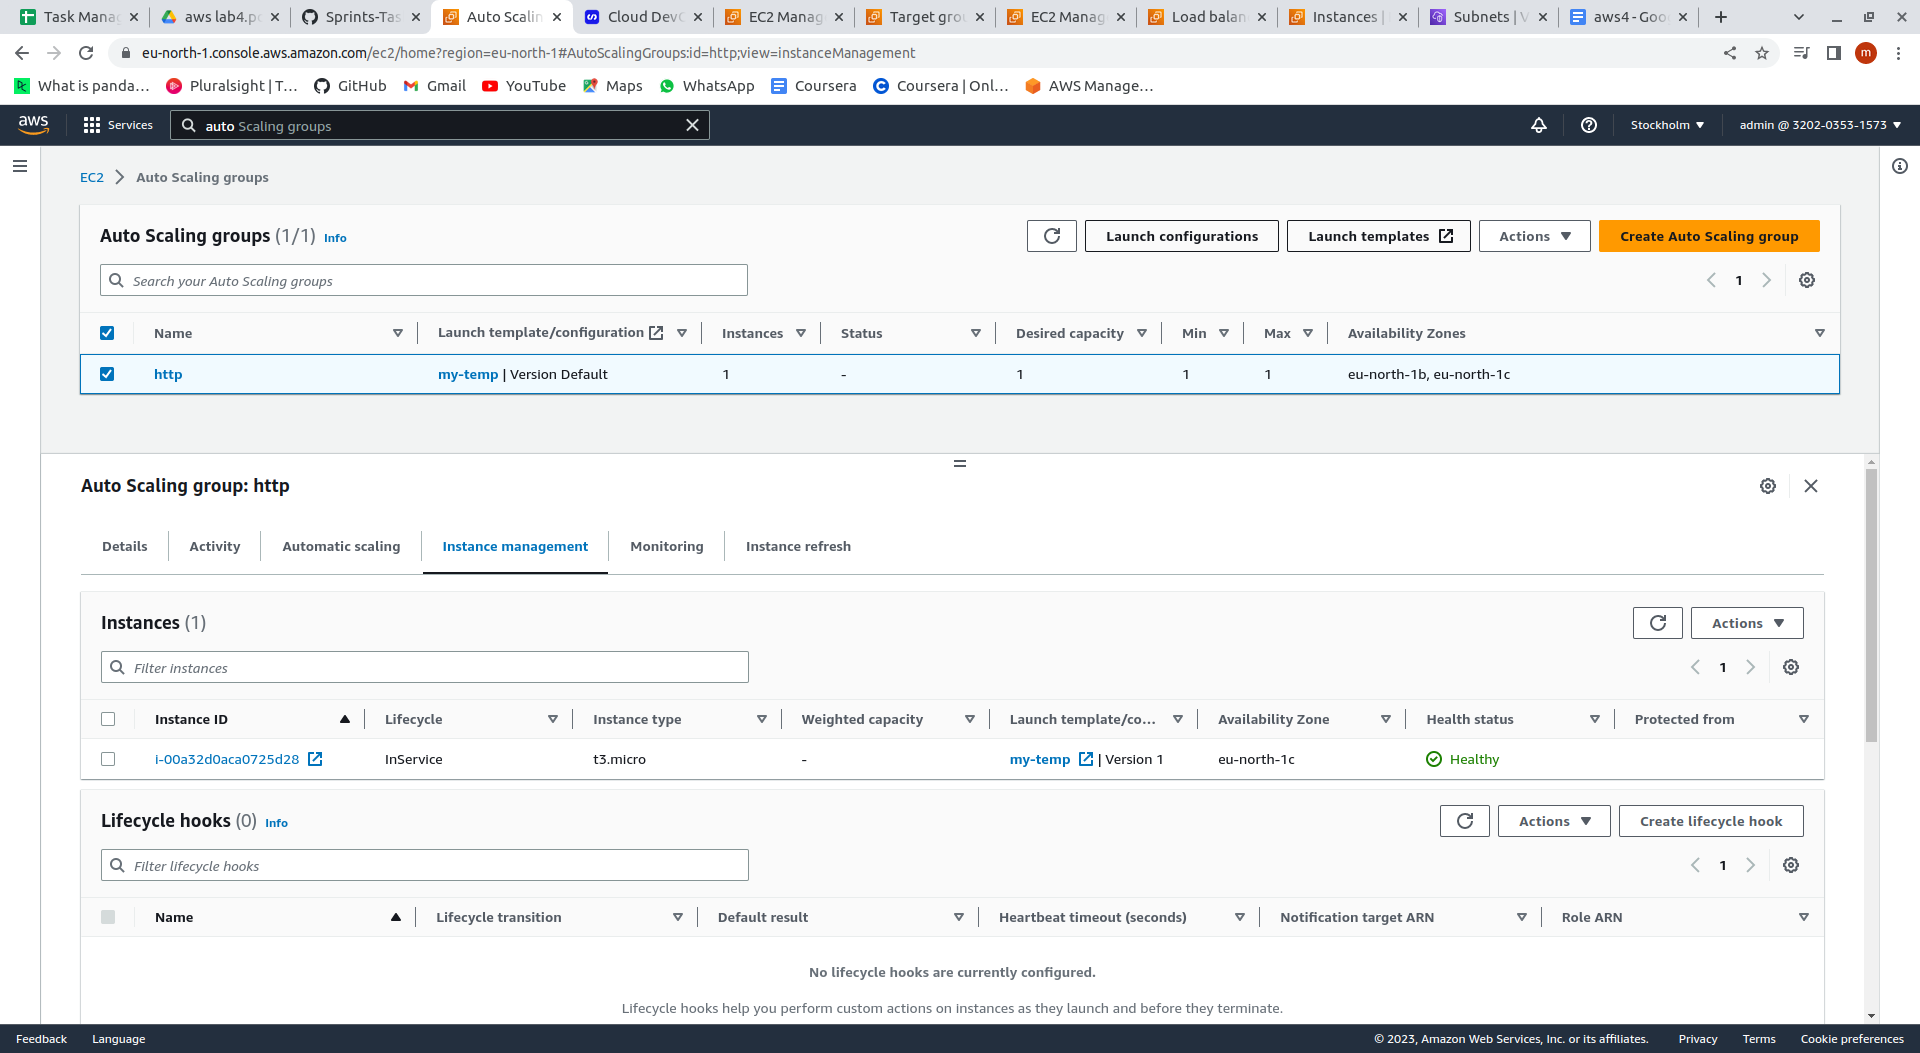 Task Mana
aws lab4.po
Sprints-Tas
Auto Scalin
Cloud DevO
EC2 Manag
Target grou
EC2 Manag
Load balan
Instances |
Subnets | V
aws4 - Goo
eu-north-1.console.aws.amazon.com/ec2/home?region=eu-north-1#AutoScalingGroups:id=http;view=instanceManagement
m
What is panda...
Pluralsight | T...
GitHub
Gmail
YouTube
Maps
WhatsApp
Coursera
Coursera | Onl...
AWS Manage...
aws
Services
auto Scaling groups
Stockholm
admin @ 3202-0353-1573
EC2
Auto Scaling groups
Auto Scaling groups (1/1) Info
Launch configurations
Launch templates
Actions
Create Auto Scaling group
Search your Auto Scaling groups
1
Name
Launch template/configuration
Instances
Status
Desired capacity
Min
Max
Availability Zones
http
my-temp | Version Default
1
-
1
1
1
eu-north-1b, eu-north-1c
Auto Scaling group: http
Details
Activity
Automatic scaling
Instance management
Monitoring
Instance refresh
Instances (1)
Actions
Filter instances
1
Instance ID
Lifecycle
Instance type
Weighted capacity
Launch template/co...
Availability Zone
Health status
Protected from
i-00a32d0aca0725d28
InService
t3.micro
-
my-temp | Version 1
eu-north-1c
Healthy
Lifecycle hooks (0) Info
Actions
Create lifecycle hook
Filter lifecycle hooks
1
Name
Lifecycle transition
Default result
Heartbeat timeout (seconds)
Notification target ARN
Role ARN
No lifecycle hooks are currently configured.
Lifecycle hooks help you perform custom actions on instances as they launch and before they terminate.
Feedback
Language
© 2023, Amazon Web Services, Inc. or its affiliates.
Privacy
Terms
Cookie preferences